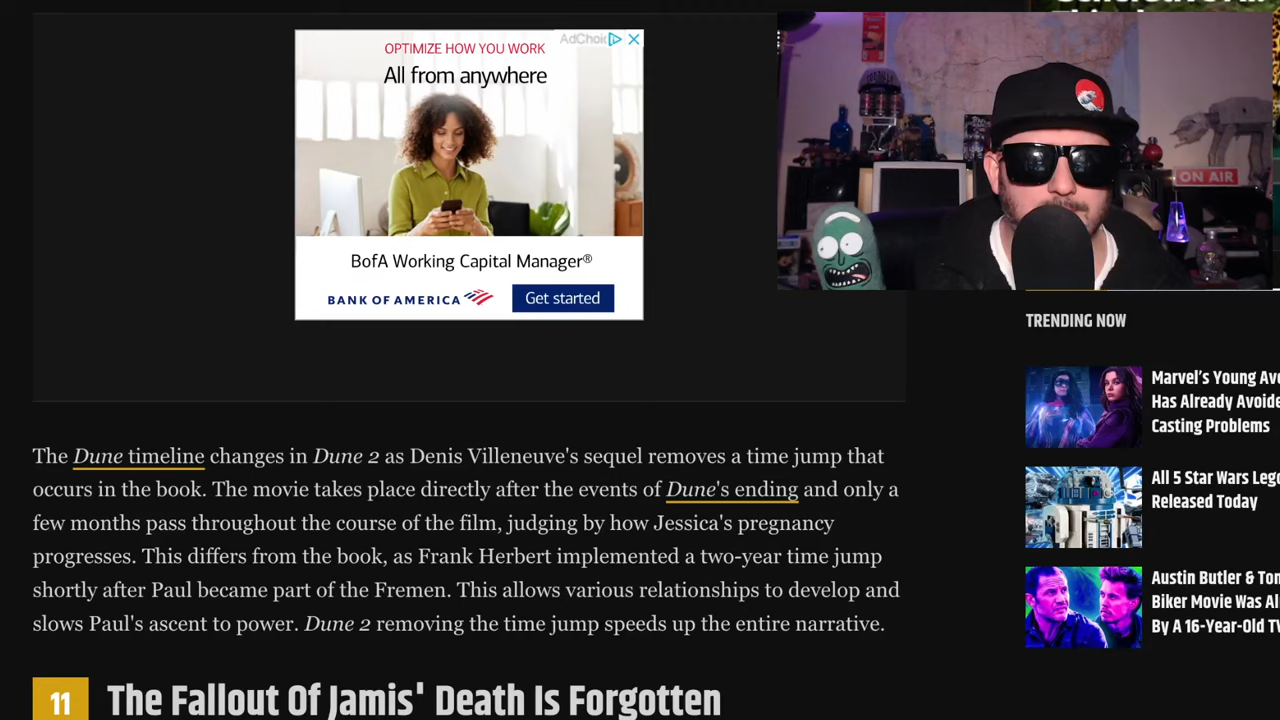 OPTIMIZE HOW YOU WORK
All from anywhere
BofA Working Capital Manager®
BANK OF AMERICA
Get started
ON AIR
The Dune timeline changes in Dune 2 as Denis Villeneuve's sequel removes a time jump that
occurs in the book. The movie takes place directly after the events of Dune's ending and only a
few months pass throughout the course of the film, judging by how Jessica's pregnancy
progresses. This differs from the book, as Frank Herbert implemented a two-year time jump
shortly after Paul became part of the Fremen. This allows various relationships to develop and
slows Paul's ascent to power. Dune 2 removing the time jump speeds up the entire narrative.
11 The Fallout Of Jamis' Death Is Forgotten
TRENDING NOW
Marvel's Young
Has Already
Casting Problems
All 5 Star Wars
Released Today
Austin Butler &
Biker Movie Was
By A 16-Year-Old